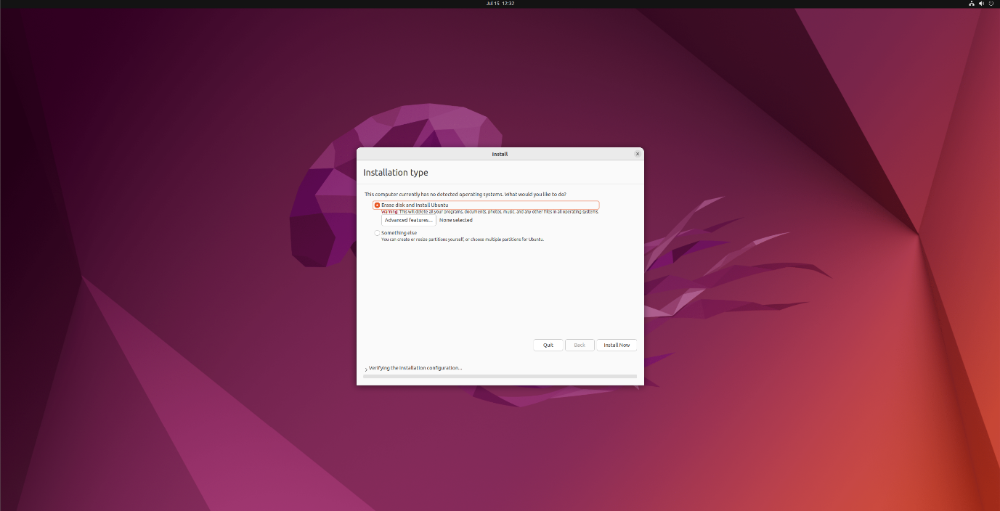 Jul 15 12:32
Install
Installation type
This computer currently has no detected operating systems. What would you like to do?
Erase disk and install Ubuntu
Warning: This will delete all your programs, documents, photos, music, and any other files in all operating systems.
Advanced features... None selected
Something else
You can create or resize partitions yourself, or choose multiple partitions for Ubuntu.
Quit Back Install Now
Verifying the installation configuration...